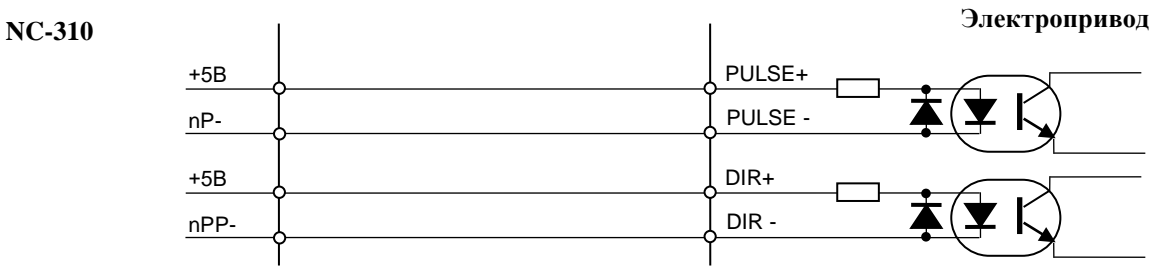 NC-310
Электропривод
+5В
PULSE+
nP-
PULSE -
+5В
DIR+
nPP-
DIR -